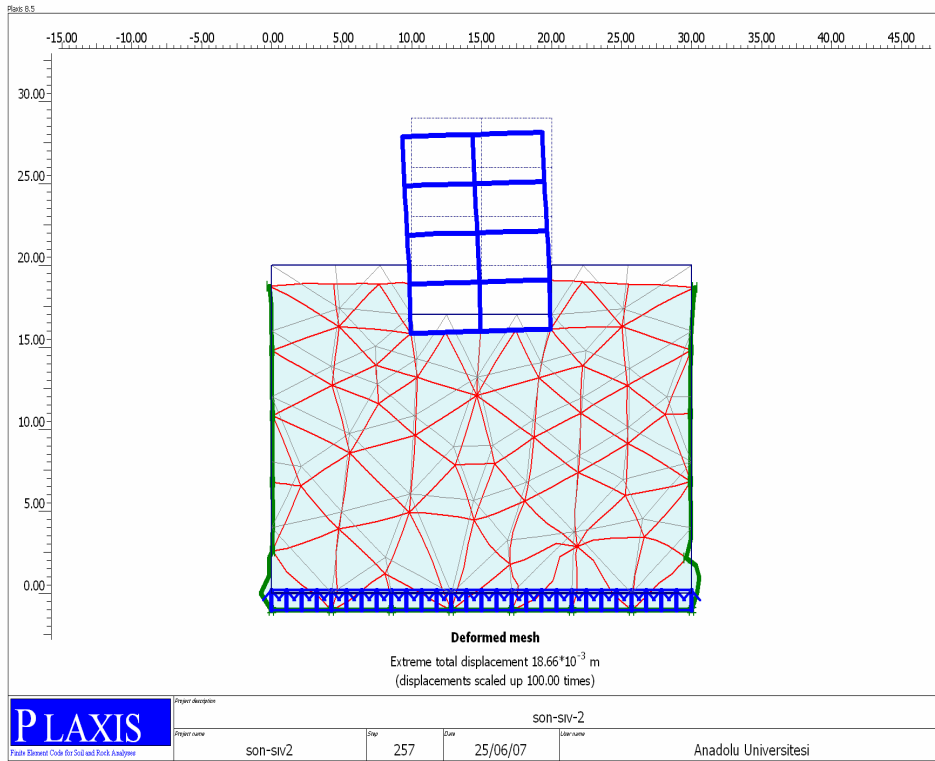 Plaxis 8.5
-15.00 -10.00 -5.00 0.00 5.00 10.00 15.00 20.00 25.00 30.00 35.00 40.00 45.00
30.00
25.00
20.00
15.00
10.00
5.00
0.00
Deformed mesh
Extreme total displacement 18.66*10-3 m
(displacements scaled up 100.00 times)
PLAXIS
Finite Element Code for Soil and Rock Analyses
Project description
son-sıv-2
Project name
son-sıv2
Step
257
Date
25/06/07
User name
Anadolu Universitesi